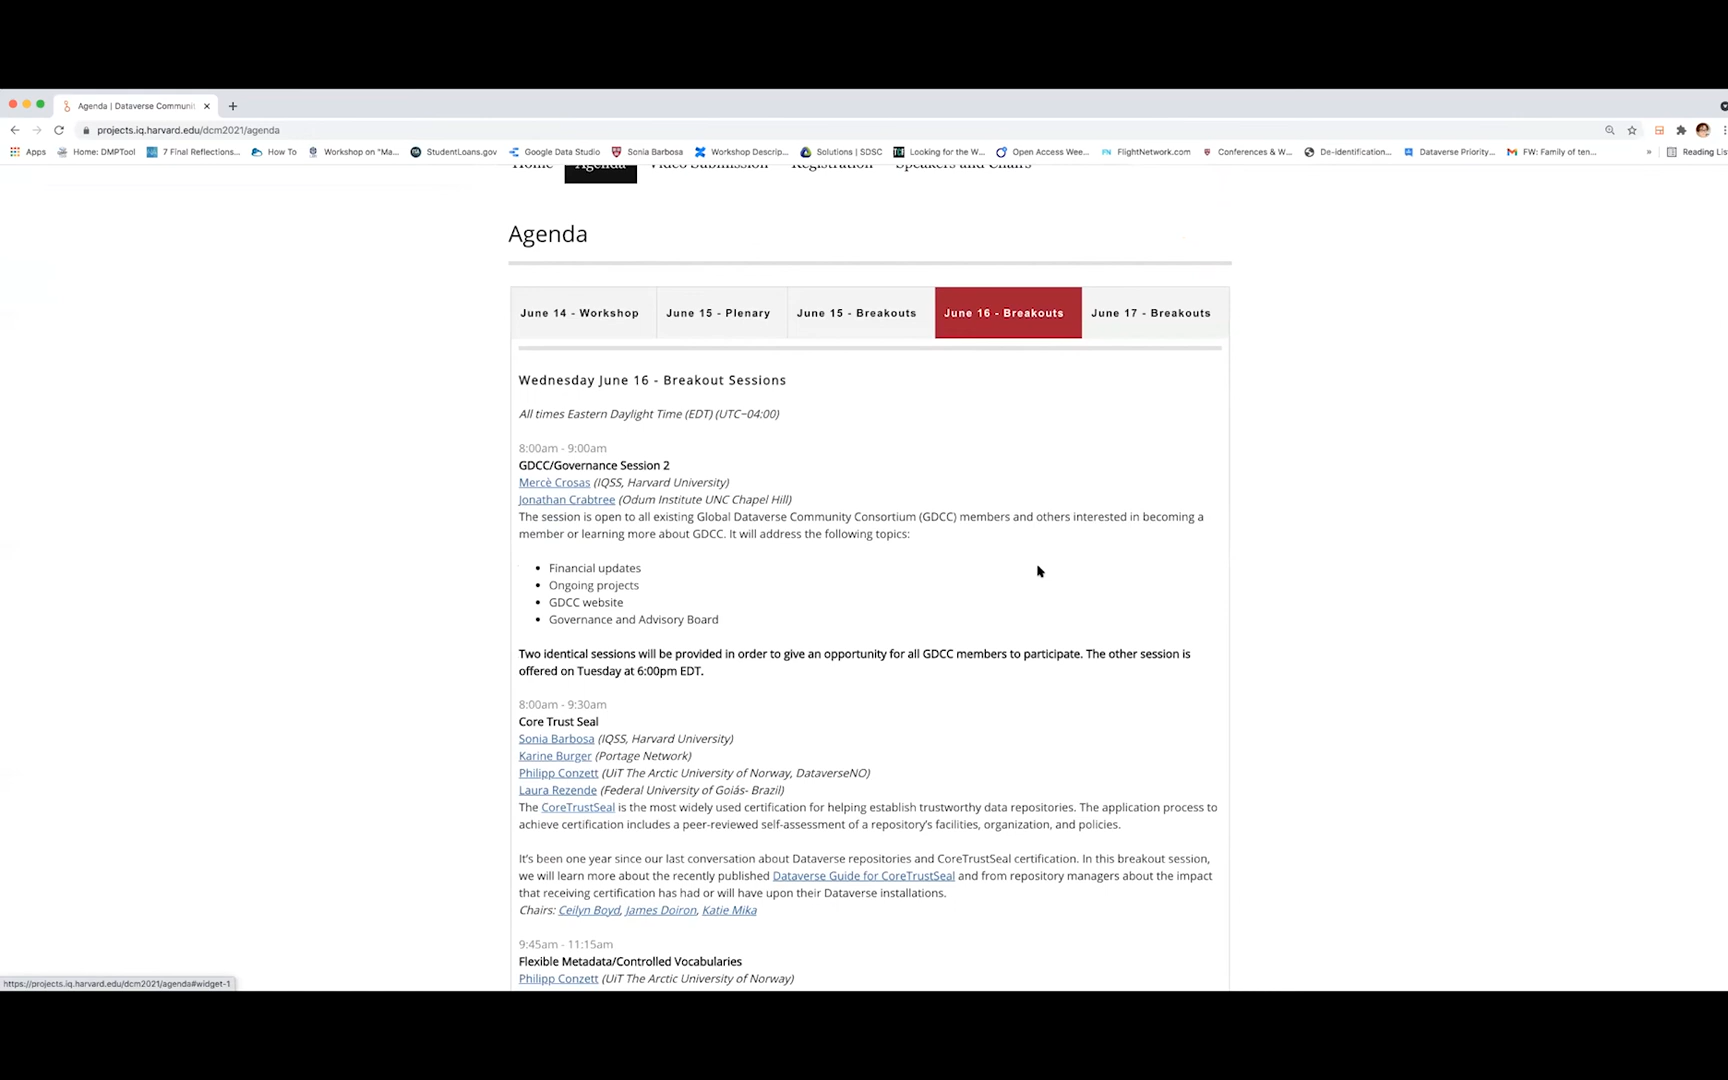 Agenda | Dataverse Communi
projects.iq.harvard.edu/dcm2021/agenda
Apps
Home: DMPTool
7 Final Reflections...
How To
Workshop on "Ma...
StudentLoans.gov
Google Data Studio
Sonia Barbosa
Workshop Descrip...
Solutions | SDSC
Looking for the W...
Open Access Wee...
FlightNetwork.com
Conferences & W...
De-identification...
Dataverse Priority...
FW: Family of ten...
»
Reading Lis
Home Agenda Video Submission Registration Speakers and Chairs
Agenda
June 14 - Workshop
June 15 - Plenary
June 15 - Breakouts
June 16 - Breakouts
June 17 - Breakouts
Wednesday June 16 - Breakout Sessions
All times Eastern Daylight Time (EDT) (UTC−04:00)
8:00am - 9:00am
GDCC/Governance Session 2
Mercè Crosas (IQSS, Harvard University)
Jonathan Crabtree (Odum Institute UNC Chapel Hill)
The session is open to all existing Global Dataverse Community Consortium (GDCC) members and others interested in becoming a
member or learning more about GDCC. It will address the following topics:
• Financial updates
• Ongoing projects
• GDCC website
• Governance and Advisory Board
Two identical sessions will be provided in order to give an opportunity for all GDCC members to participate. The other session is
offered on Tuesday at 6:00pm EDT.
8:00am - 9:30am
Core Trust Seal
Sonia Barbosa (IQSS, Harvard University)
Karine Burger (Portage Network)
Philipp Conzett (UiT The Arctic University of Norway, DataverseNO)
Laura Rezende (Federal University of Goiás- Brazil)
The CoreTrustSeal is the most widely used certification for helping establish trustworthy data repositories. The application process to
achieve certification includes a peer-reviewed self-assessment of a repository's facilities, organization, and policies.
It's been one year since our last conversation about Dataverse repositories and CoreTrustSeal certification. In this breakout session,
we will learn more about the recently published Dataverse Guide for CoreTrustSeal and from repository managers about the impact
that receiving certification has had or will have upon their Dataverse installations.
Chairs: Ceilyn Boyd, James Doiron, Katie Mika
9:45am - 11:15am
Flexible Metadata/Controlled Vocabularies
Philipp Conzett (UiT The Arctic University of Norway)
https://projects.iq.harvard.edu/dcm2021/agenda#widget-1